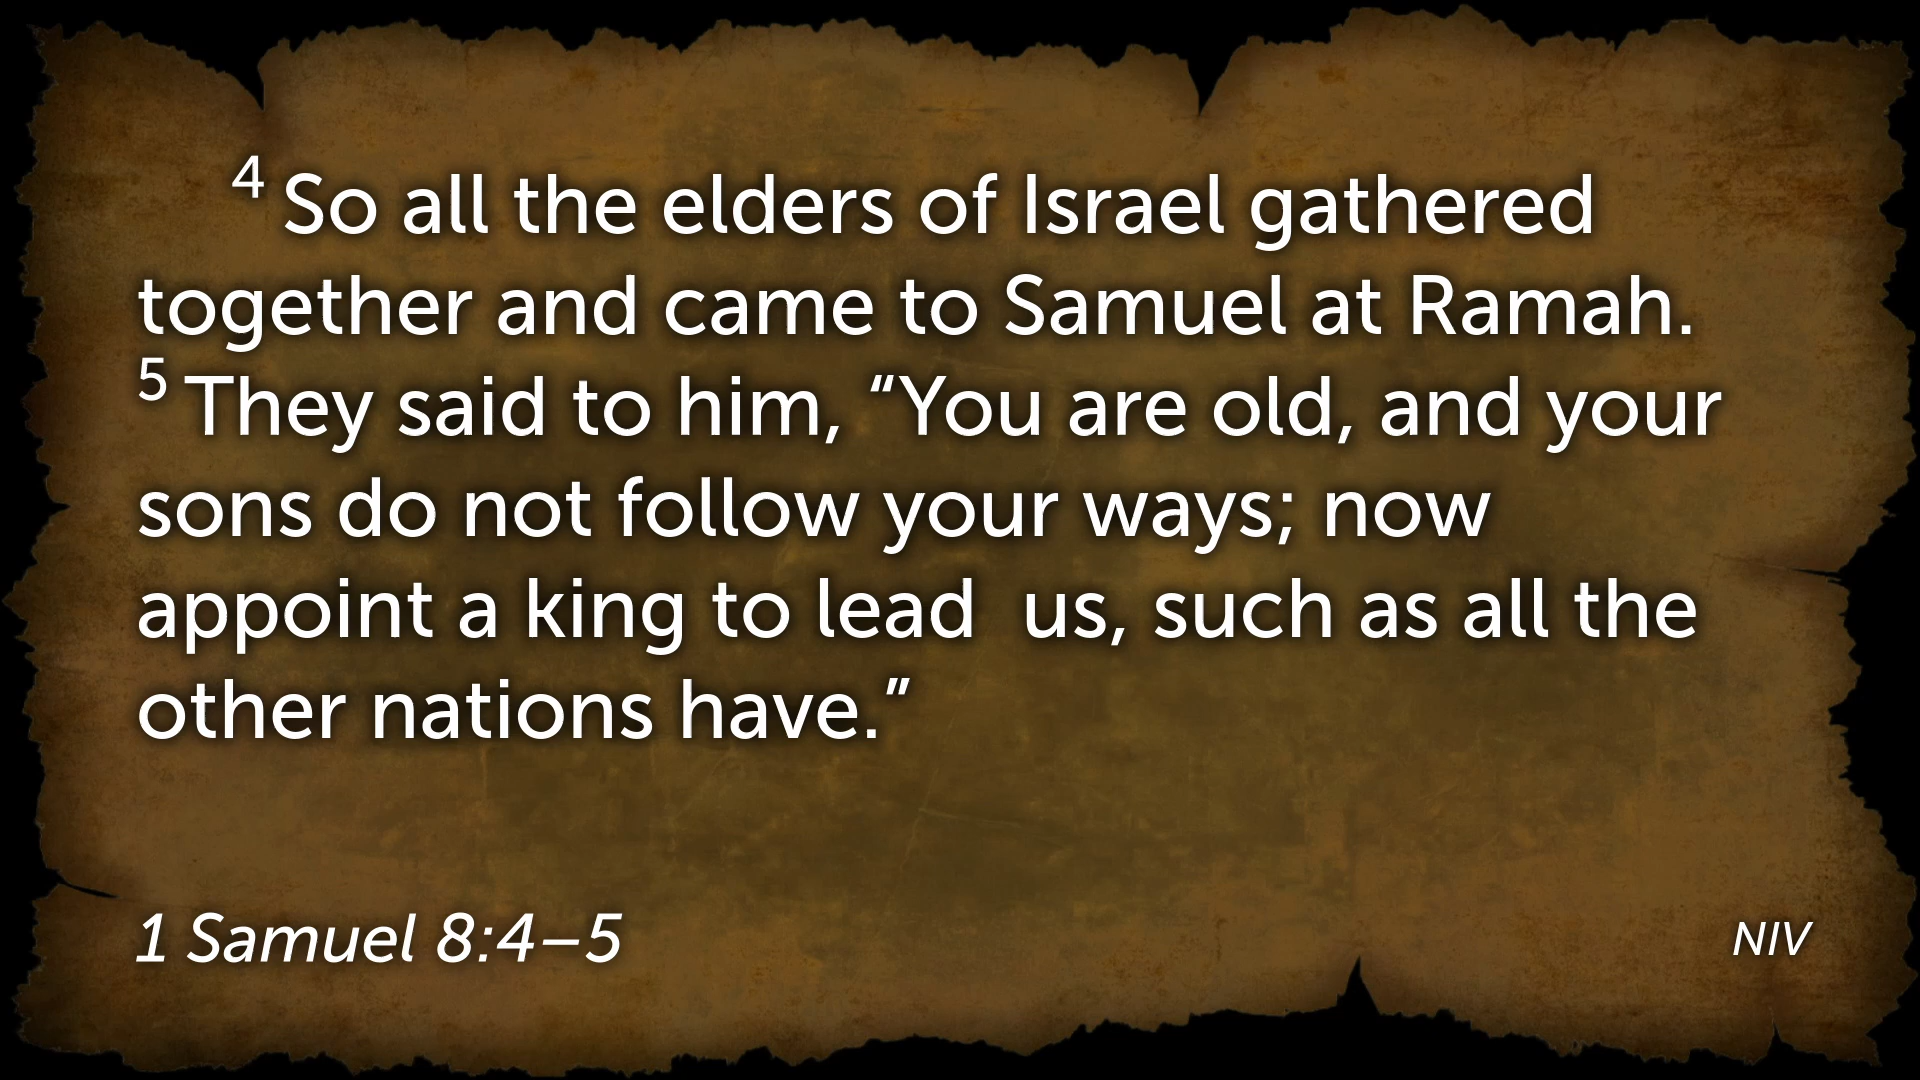 4 So all the elders of Israel gathered
together and came to Samuel at Ramah.
5 They said to him, “You are old, and your
sons do not follow your ways; now
appoint a king to lead  us, such as all the
other nations have.”
1 Samuel 8:4–5
NIV